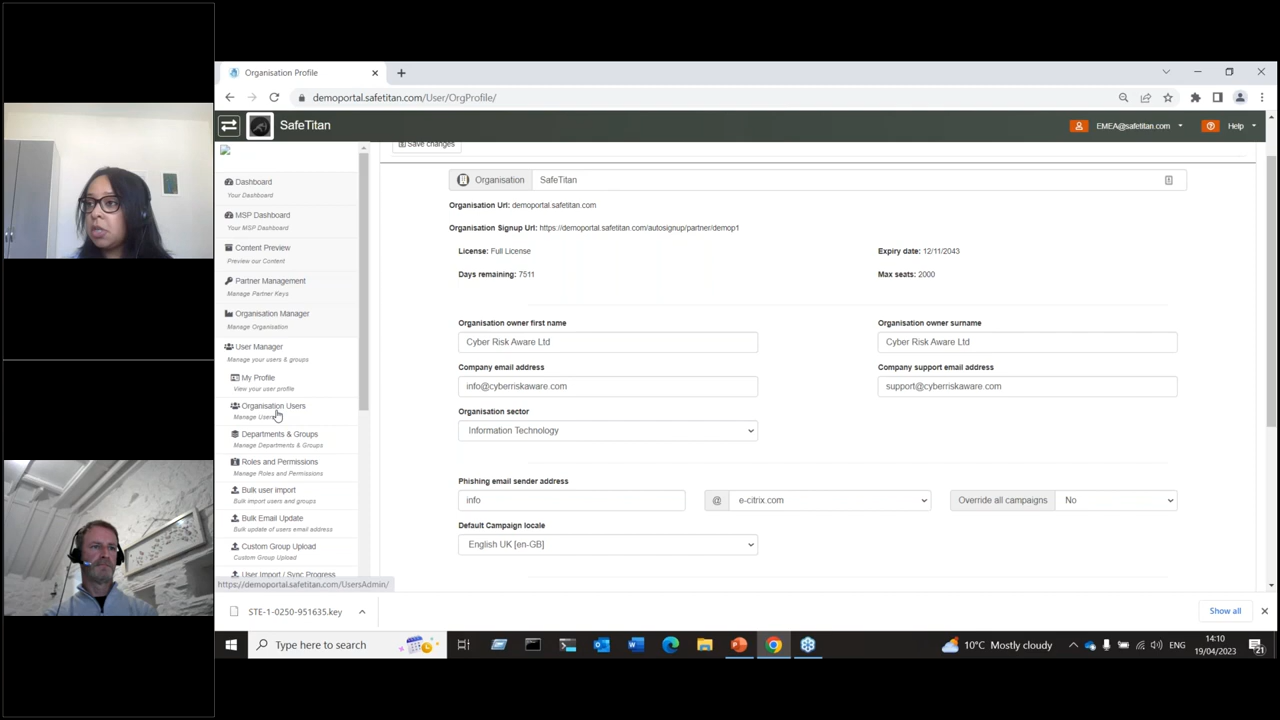 Organisation Profile
demoportal.safetitan.com/User/OrgProfile/
SafeTitan
EMEA@safetitan.com
Help
Dashboard
Your Dashboard
MSP Dashboard
Your MSP Dashboard
Content Preview
Preview our Content
Partner Management
Manage Partner Keys
Organisation Manager
Manage Organisation
User Manager
Manage your users & groups
My Profile
View your user profile
Organisation Users
Manage Users
Departments & Groups
Manage Departments & Groups
Roles and Permissions
Manage Roles and Permissions
Bulk user import
Bulk import users and groups
Bulk Email Update
Bulk update of users email address
Custom Group Upload
Custom Group Upload
User Import / Sync Progress
https://demoportal.safetitan.com/UsersAdmin/
Save changes
Organisation SafeTitan
Organisation Url: demoportal.safetitan.com
Organisation Signup Url: https://demoportal.safetitan.com/autosignup/partner/demop1
License: Full License Expiry date: 12/11/2043
Days remaining: 7511 Max seats: 2000
Organisation owner first name Organisation owner surname
Cyber Risk Aware Ltd Cyber Risk Aware Ltd
Company email address Company support email address
info@cyberriskaware.com support@cyberriskaware.com
Organisation sector
Information Technology
Phishing email sender address
info @ e-citrix.com Override all campaigns No
Default Campaign locale
English UK [en-GB]
STE-1-0250-951635.key Show all
Type here to search 10°C Mostly cloudy ENG 14:10
19/04/2023
21